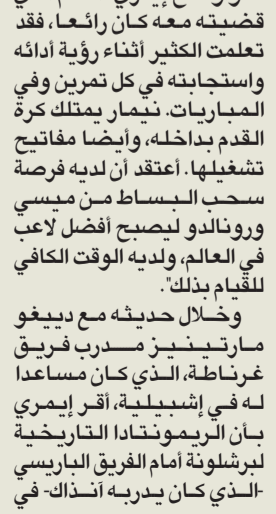 قضيته معه كان رائعا، فقد
تعلمت الكثير أثناء رؤية أدائه
واستجابته في كل تمرين وفي
المباريات. نيمار يمتلك كرة
القدم بداخله، وأيضا مفاتيح
تشغيلها. أعتقد أن لديه فرصة
سحب البساط من ميسي
ورونالدو ليصبح أفضل لاعب
في العالم، ولديه الوقت الكافي
للقيام بذلك".
وخلال حديثه مع دييغو
مارتينيز مدرب فريق
غرناطة، الذي كان مساعدا
له في إشبيلية، أقر إيمري
بأن الريمونتادا التاريخية
لبرشلونة أمام الفريق الباريسي
-الذي كان يدربه آنذاك- في